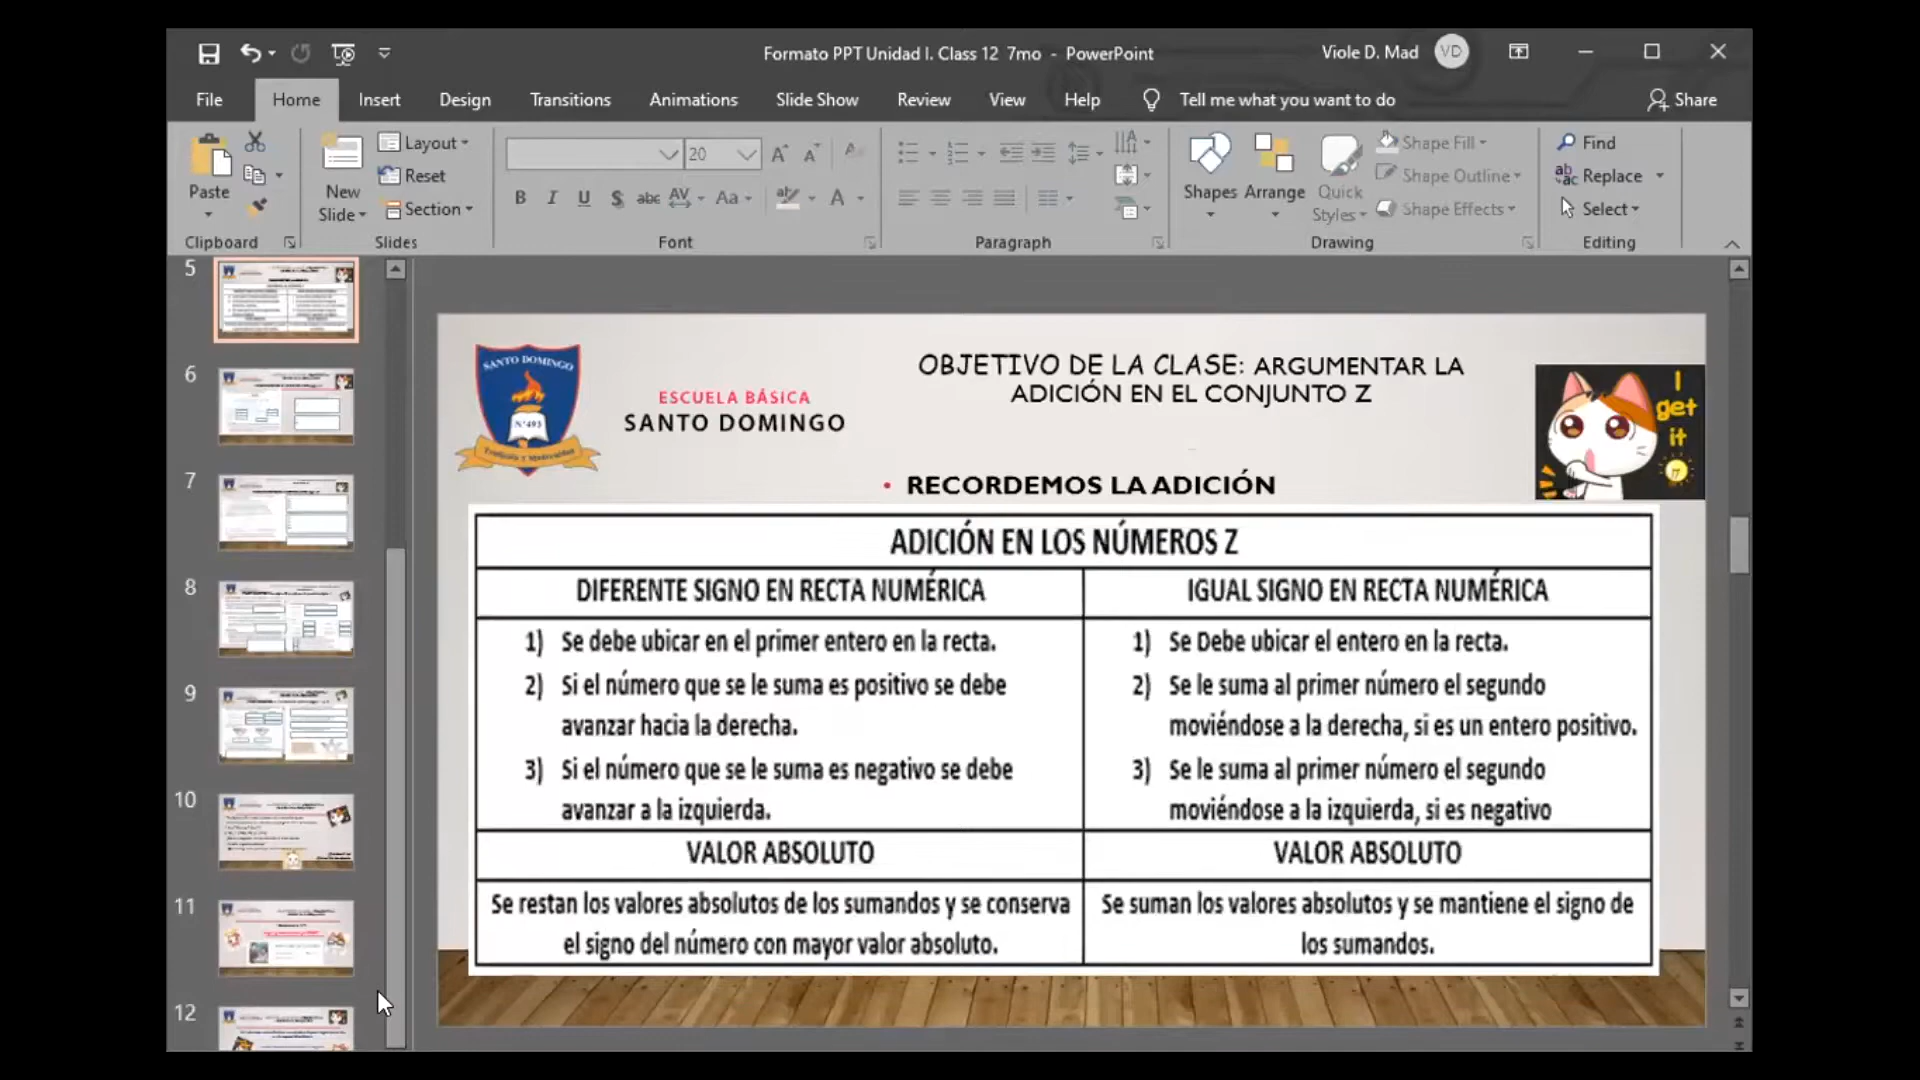 Formato PPT Unidad I. Class 12 7mo - PowerPoint
Viole D. Mad
VD
File Home Insert Design Transitions Animations Slide Show Review View Help Tell me what you want to do Share
Paste
New Slide
Layout
Reset
Section
20
B I U S abc AV Aa A
Shapes Arrange Quick Styles
Shape Fill
Shape Outline
Shape Effects
Find
Replace
Select
Clipboard Slides Font Paragraph Drawing Editing
5
6
7
8
9
10
11
12
SANTO DOMINGO
N°493
ESCUELA BÁSICA
SANTO DOMINGO
OBJETIVO DE LA CLASE: ARGUMENTAR LA
ADICIÓN EN EL CONJUNTO Z
I
get
it
• RECORDEMOS LA ADICIÓN
ADICIÓN EN LOS NÚMEROS Z
DIFERENTE SIGNO EN RECTA NUMÉRICA
1) Se debe ubicar en el primer entero en la recta.
2) Si el número que se le suma es positivo se debe
avanzar hacia la derecha.
3) Si el número que se le suma es negativo se debe
avanzar a la izquierda.
IGUAL SIGNO EN RECTA NUMÉRICA
1) Se Debe ubicar el entero en la recta.
2) Se le suma al primer número el segundo
moviéndose a la derecha, si es un entero positivo.
3) Se le suma al primer número el segundo
moviéndose a la izquierda, si es negativo
VALOR ABSOLUTO
Se restan los valores absolutos de los sumandos y se conserva
el signo del número con mayor valor absoluto.
VALOR ABSOLUTO
Se suman los valores absolutos y se mantiene el signo de
los sumandos.